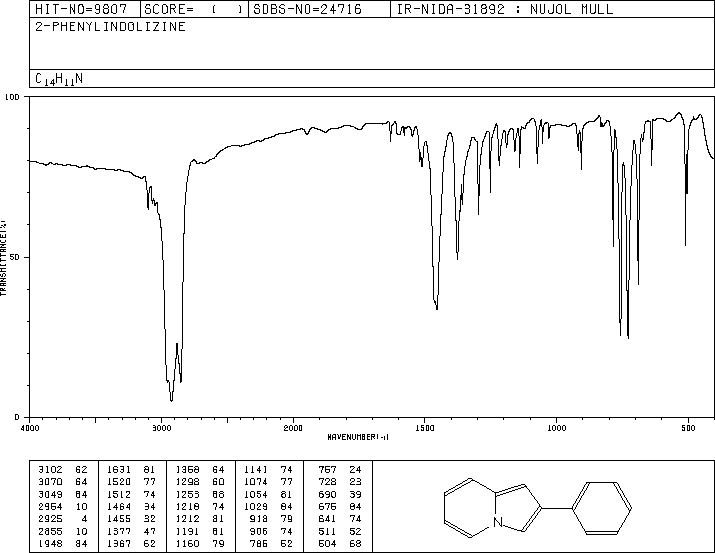 HIT-NO=9807 SCORE= ( ) SDBS-NO=24716 IR-NIDA-31892 : NUJOL MULL
2-PHENYLINDOLIZINE
C14H11N
100
TRANSMITTANCE(%)
50
0
4000 3000 2000 1500 1000 500
WAVENUMBER(-1)
3102 62 1631 81 1368 64 1141 74 757 24
3070 64 1520 77 1298 60 1074 77 728 23
3049 64 1512 74 1253 68 1054 81 690 39
2954 10 1464 34 1218 74 1029 84 675 84
2925 4 1455 32 1212 81 918 79 641 74
2855 10 1377 47 1191 81 906 74 511 52
1948 84 1367 62 1160 79 786 52 504 68
N